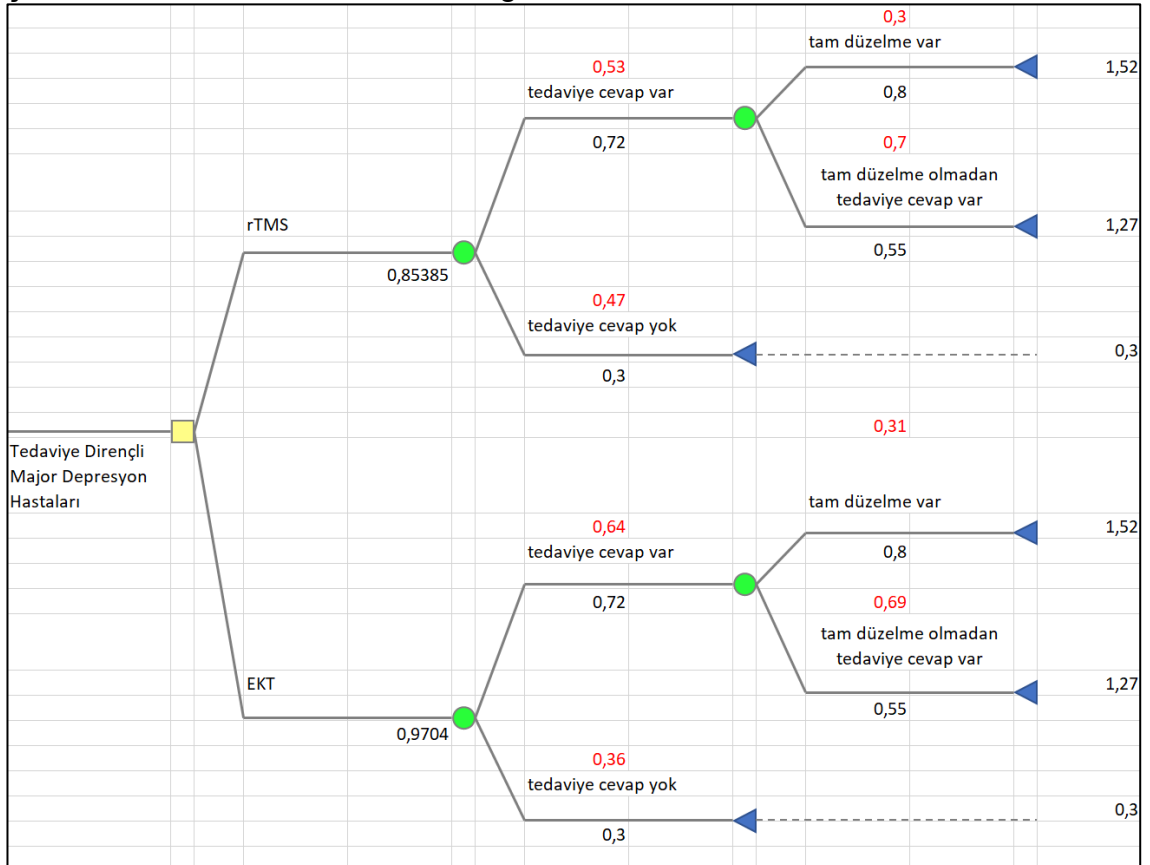 0,3
tam düzelme var
0,53
1,52
tedaviye cevap var
0,8
0,72
0,7
tam düzelme olmadan
tedaviye cevap var
rTMS
1,27
0,55
0,85385
0,47
tedaviye cevap yok
0,3
0,3
0,31
Tedaviye Dirençli
Major Depresyon
Hastaları
tam düzelme var
0,64
1,52
tedaviye cevap var
0,8
0,72
0,69
tam düzelme olmadan
tedaviye cevap var
EKT
1,27
0,55
0,9704
0,36
tedaviye cevap yok
0,3
0,3